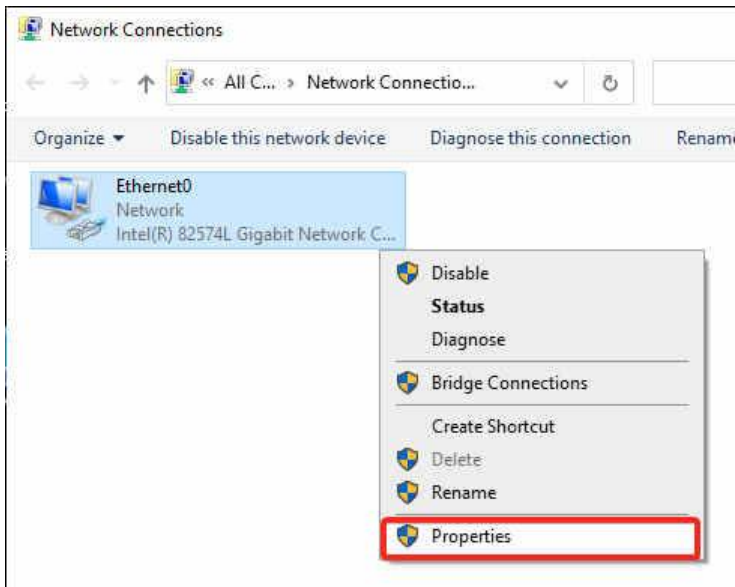 Network Connections
« All C... › Network Connectio...
Organize Disable this network device Diagnose this connection Renam
Ethernet0
Network
Intel(R) 82574L Gigabit Network C...
Disable
Status
Diagnose
Bridge Connections
Create Shortcut
Delete
Rename
Properties